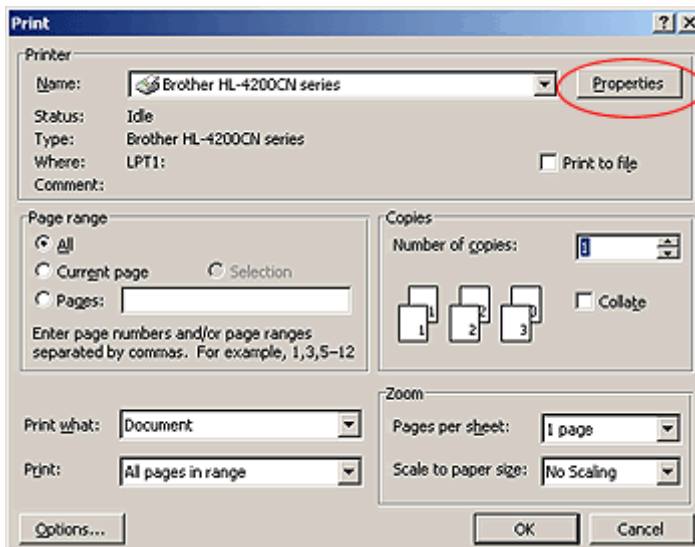 Print
Printer
Name: Brother HL-4200CN series Properties
Status: Idle
Type: Brother HL-4200CN series
Where: LPT1: Print to file
Comment:
Page range
All
Current page Selection
Pages:
Enter page numbers and/or page ranges
separated by commas. For example, 1,3,5–12
Copies
Number of copies: 1
1 1 2 2 3 Collate
Print what: Document
Print: All pages in range
Zoom
Pages per sheet: 1 page
Scale to paper size: No Scaling
Options... OK Cancel